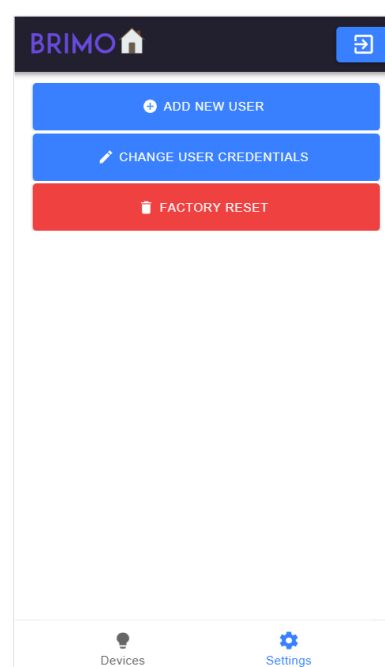 BRIMO
ADD NEW USER
CHANGE USER CREDENTIALS
FACTORY RESET
Devices
Settings